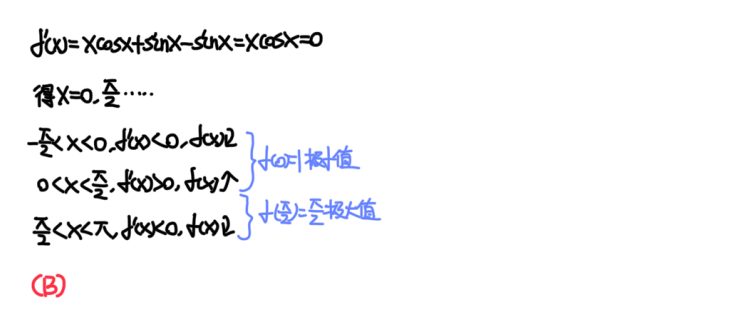 f'(x)=xcosx+sinx-sinx=xcosx=0
得x=0,π/2……
-π/2<x<0,f'(x)<0,f(x)↓
f(0)=1极小值
0<x<π/2,f'(x)>0,f(x)↑
f(π/2)=π/2极大值
π/2<x<π,f'(x)<0,f(x)↓
(B)